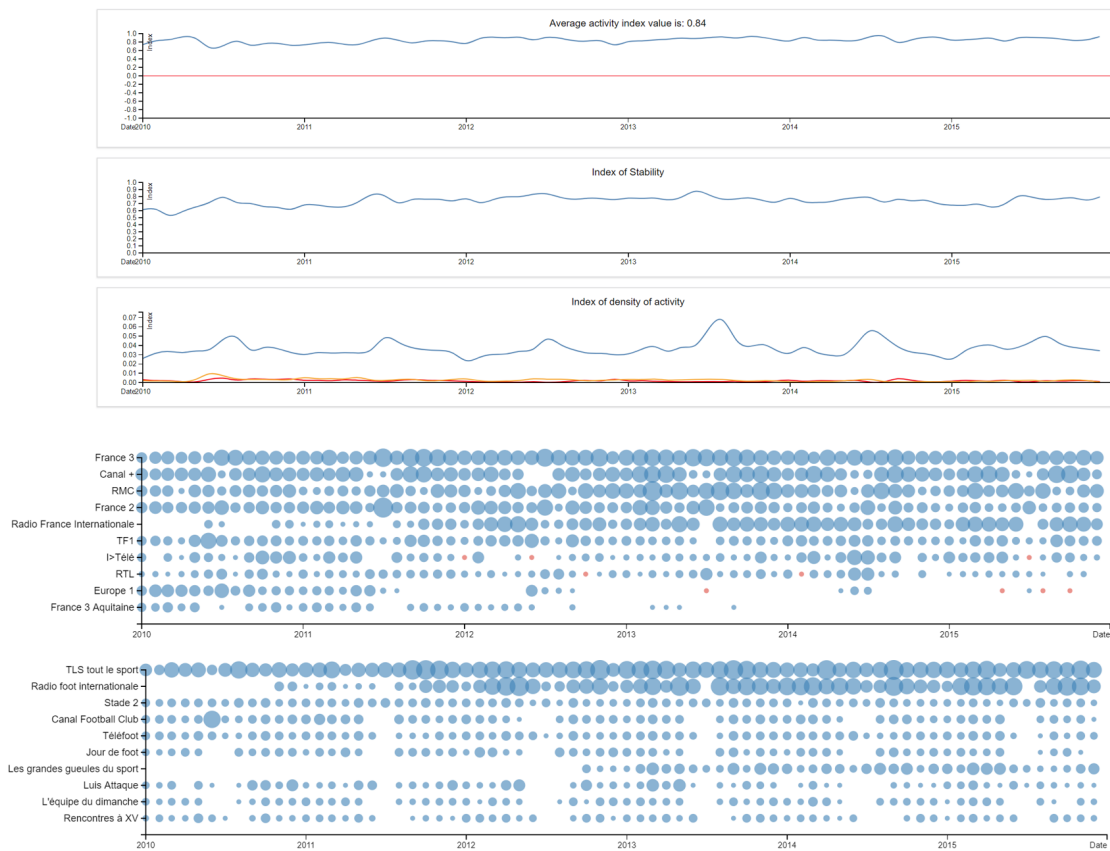 Average activity index value is: 0.84
Index
1.0
0.8
0.6
0.4
0.2
0.0
-0.2
-0.4
-0.6
-0.8
-1.0
Date 2010 2011 2012 2013 2014 2015
Index of Stability
Index
1.0
0.9
0.8
0.7
0.6
0.5
0.4
0.3
0.2
0.1
0.0
Date 2010 2011 2012 2013 2014 2015
Index of density of activity
Index
0.07
0.06
0.05
0.04
0.03
0.02
0.01
0.00
Date 2010 2011 2012 2013 2014 2015
France 3
Canal +
RMC
France 2
Radio France Internationale
TF1
I>Télé
RTL
Europe 1
France 3 Aquitaine
2010 2011 2012 2013 2014 2015 Date
TLS tout le sport
Radio foot internationale
Stade 2
Canal Football Club
Téléfoot
Jour de foot
Les grandes gueules du sport
Luis Attaque
L'équipe du dimanche
Rencontres à XV
2010 2011 2012 2013 2014 2015 Date